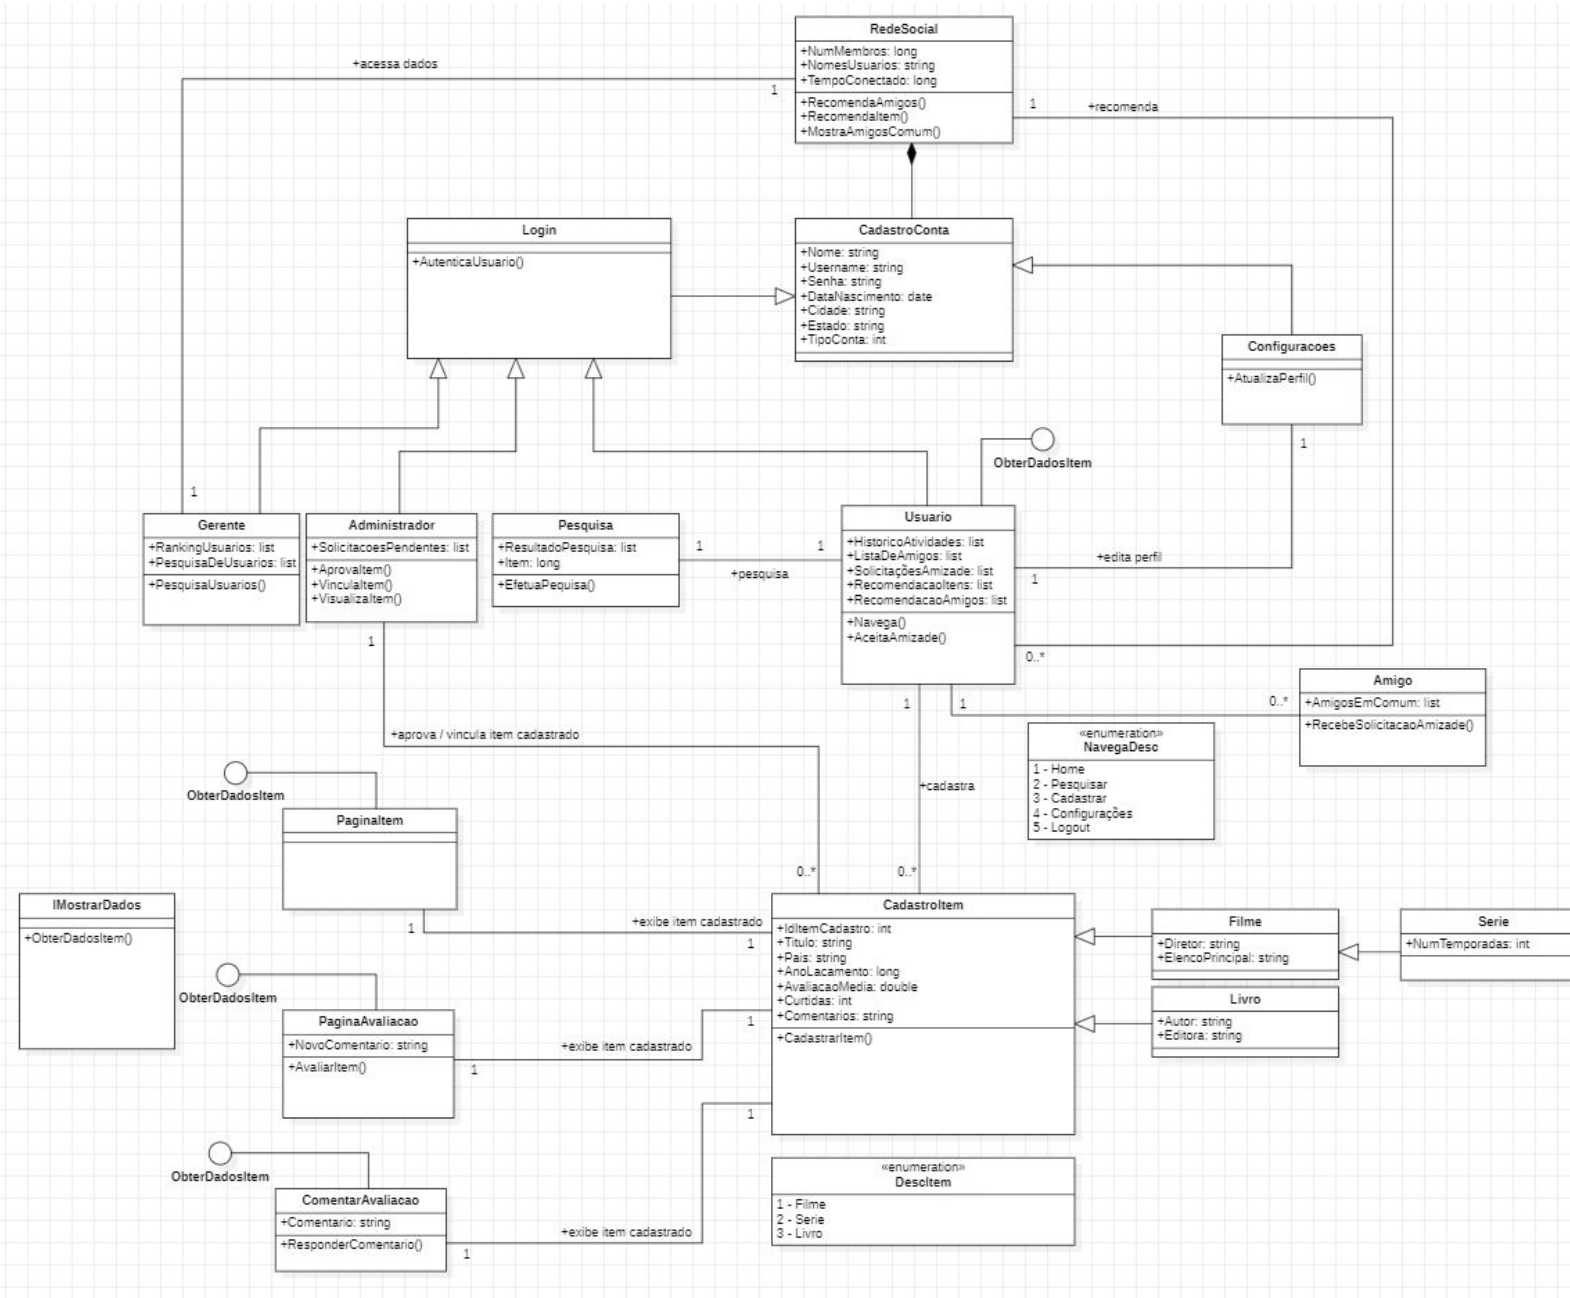 RedeSocial
+NumMembros: long
+NomesUsuarios: string
+TempoConectado: long
+RecomendaAmigos()
+RecomendaItem()
+MostraAmigosComum()
+acessa dados
1
1
+recomenda
Login
+AutenticaUsuario()
CadastroConta
+Nome: string
+Username: string
+Senha: string
+DataNascimento: date
+Cidade: string
+Estado: string
+TipoConta: int
Configuracoes
+AtualizaPerfil()
1
ObterDadosItem
1
Gerente
+RankingUsuarios: list
+PesquisaDeUsuarios: list
+PesquisaUsuarios()
Administrador
+SolicitacoesPendentes: list
+AprovaItem()
+VinculaItem()
+VisualizaItem()
1
Pesquisa
+ResultadoPesquisa: list
+Item: long
+EfetuaPequisa()
1
1
+pesquisa
Usuario
+HistoricoAtividades: list
+ListaDeAmigos: list
+SolicitaçõesAmizade: list
+RecomendacaoItens: list
+RecomendacaoAmigos: list
+Navega()
+AceitaAmizade()
+edita perfil
1
0..*
1
1
0..*
Amigo
+AmigosEmComum: list
+RecebeSolicitacaoAmizade()
+aprova / vincula item cadastrado
«enumeration»
NavegaDesc
1 - Home
2 - Pesquisar
3 - Cadastrar
4 - Configurações
5 - Logout
+cadastra
ObterDadosItem
PaginaItem
0..*
0..*
IMostrarDados
+ObterDadosItem()
1
+exibe item cadastrado
1
CadastroItem
+IdItemCadastro: int
+Titulo: string
+Pais: string
+AnoLacamento: long
+AvaliacaoMedia: double
+Curtidas: int
+Comentarios: string
+CadastrarItem()
Filme
+Diretor: string
+ElencoPrincipal: string
Serie
+NumTemporadas: int
Livro
+Autor: string
+Editora: string
ObterDadosItem
PaginaAvaliacao
+NovoComentario: string
+AvaliarItem()
1
+exibe item cadastrado
1
ObterDadosItem
ComentarAvaliacao
+Comentario: string
+ResponderComentario()
1
+exibe item cadastrado
1
«enumeration»
DescItem
1 - Filme
2 - Serie
3 - Livro